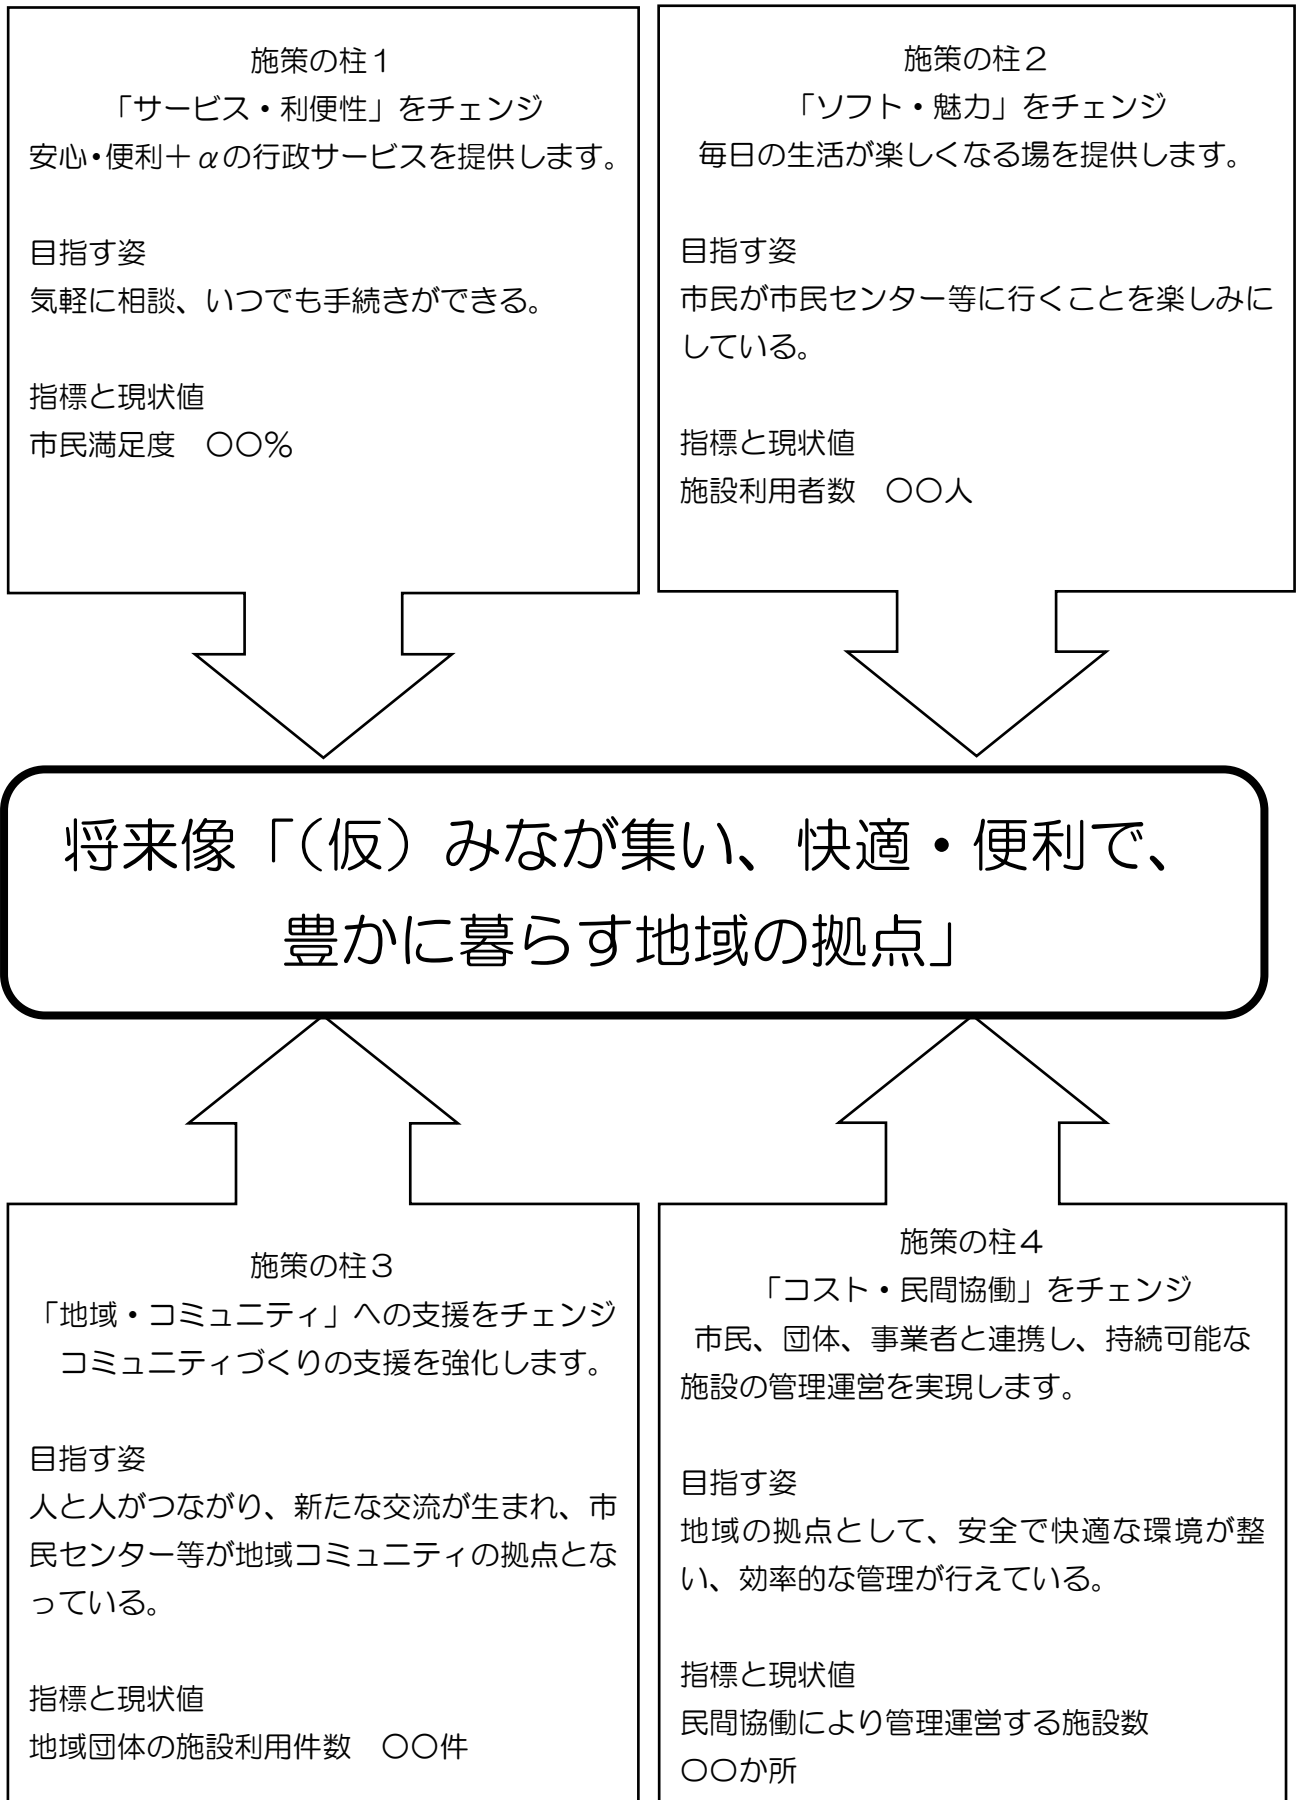 施策の柱1
「サービス・利便性」をチェンジ
安心・便利＋αの行政サービスを提供します。
目指す姿
気軽に相談、いつでも手続きができる。
指標と現状値
市民満足度　〇〇%
施策の柱2
「ソフト・魅力」をチェンジ
毎日の生活が楽しくなる場を提供します。
目指す姿
市民が市民センター等に行くことを楽しみに
している。
指標と現状値
施設利用者数　〇〇人
将来像「（仮）みなが集い、快適・便利で、
豊かに暮らす地域の拠点」
施策の柱3
「地域・コミュニティ」への支援をチェンジ
コミュニティづくりの支援を強化します。
目指す姿
人と人がつながり、新たな交流が生まれ、市
民センター等が地域コミュニティの拠点とな
っている。
指標と現状値
地域団体の施設利用件数　〇〇件
施策の柱4
「コスト・民間協働」をチェンジ
市民、団体、事業者と連携し、持続可能な
施設の管理運営を実現します。
目指す姿
地域の拠点として、安全で快適な環境が整
い、効率的な管理が行えている。
指標と現状値
民間協働により管理運営する施設数
〇〇か所